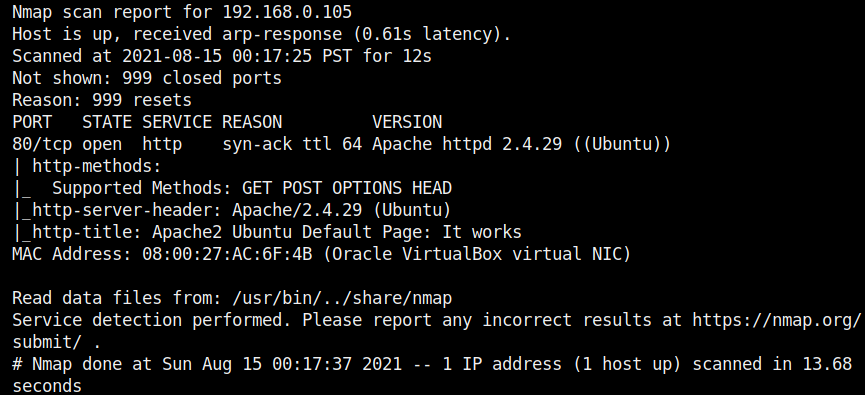 Nmap scan report for 192.168.0.105
Host is up, received arp-response (0.61s latency).
Scanned at 2021-08-15 00:17:25 PST for 12s
Not shown: 999 closed ports
Reason: 999 resets
PORT   STATE SERVICE REASON         VERSION
80/tcp open  http    syn-ack ttl 64 Apache httpd 2.4.29 ((Ubuntu))
| http-methods:
|_  Supported Methods: GET POST OPTIONS HEAD
|_http-server-header: Apache/2.4.29 (Ubuntu)
|_http-title: Apache2 Ubuntu Default Page: It works
MAC Address: 08:00:27:AC:6F:4B (Oracle VirtualBox virtual NIC)

Read data files from: /usr/bin/../share/nmap
Service detection performed. Please report any incorrect results at https://nmap.org/
submit/ .
# Nmap done at Sun Aug 15 00:17:37 2021 -- 1 IP address (1 host up) scanned in 13.68
seconds